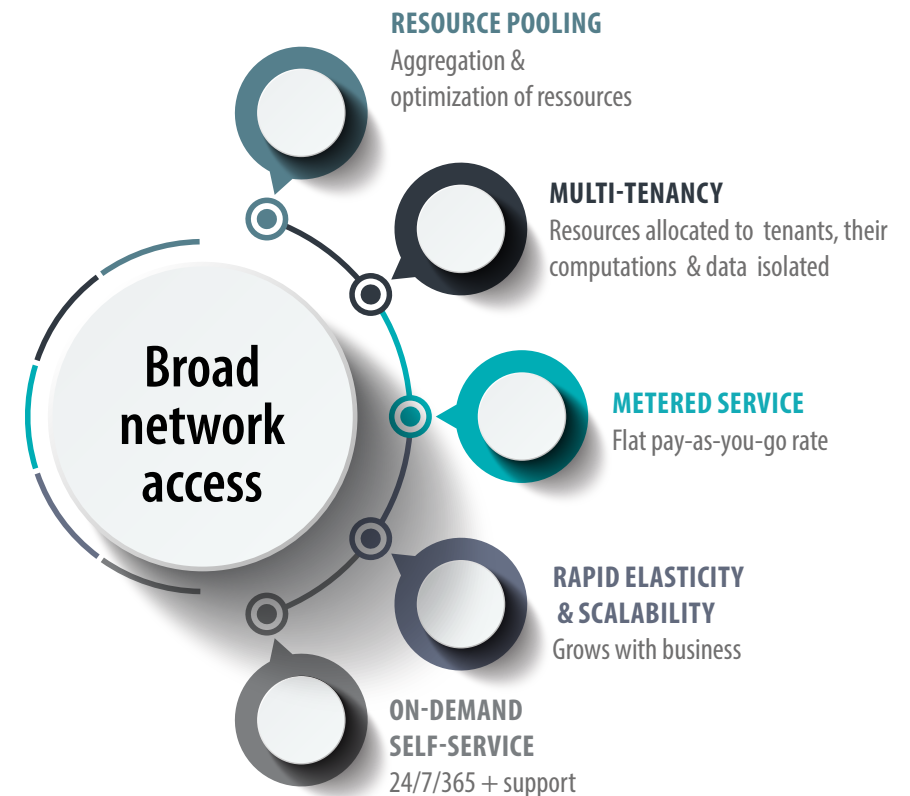 RESOURCE POOLING
Aggregation &
optimization of ressources
MULTI-TENANCY
Resources allocated to tenants, their
computations & data isolated
Broad
network
access
METERED SERVICE
Flat pay-as-you-go rate
RAPID ELASTICITY
& SCALABILITY
Grows with business
ON-DEMAND
SELF-SERVICE
24/7/365 + support